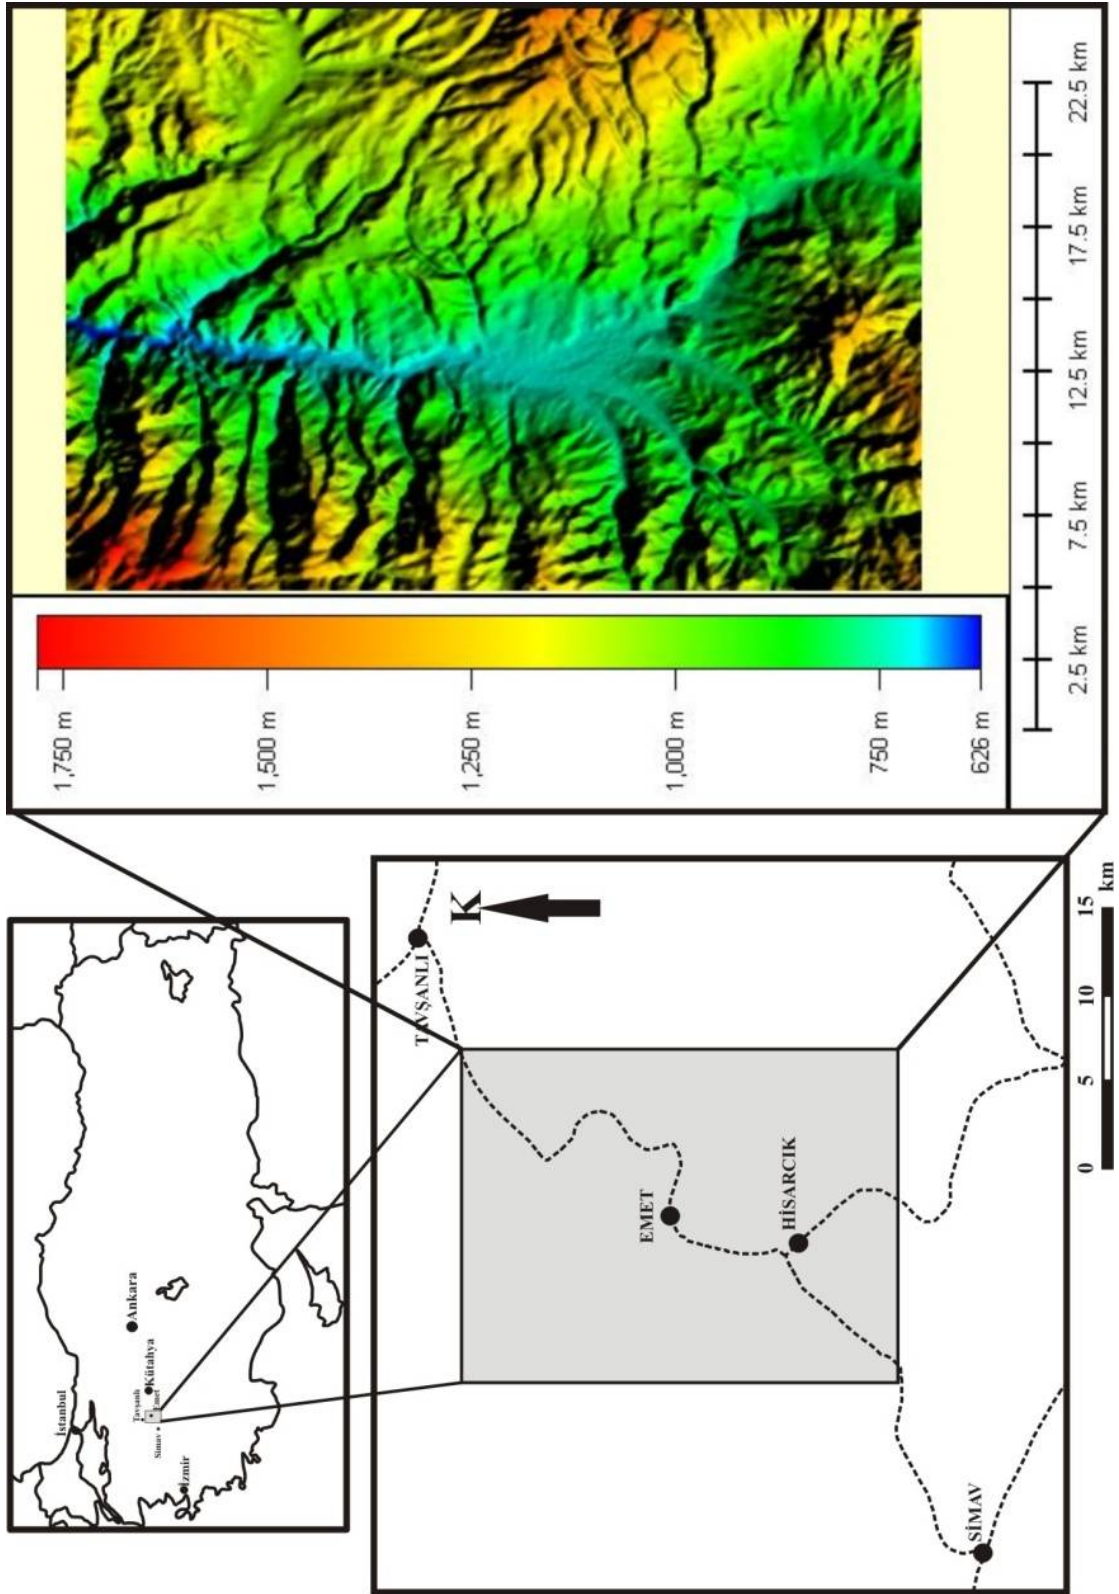 İstanbul
Ankara
Kütahya
Tavşanlı
Emet
Simav
İzmir
TAVŞANLI
K
EMET
HİSARCIK
SİMAV
0 5 10 15
km
1,750 m
1,500 m
1,250 m
1,000 m
750 m
626 m
2.5 km 7.5 km 12.5 km 17.5 km 22.5 km